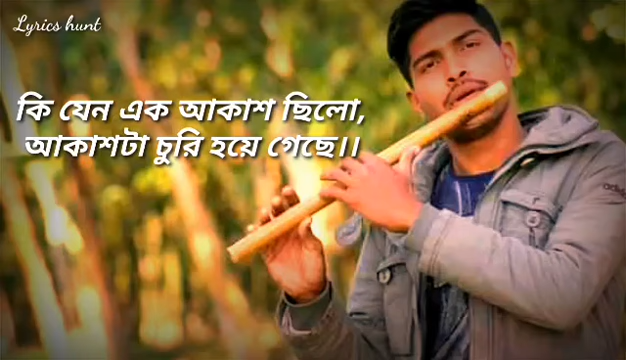 Lyrics hunt
কি যেন এক আকাশ ছিলো,
আকাশটা চুরি হয়ে গেছে।।